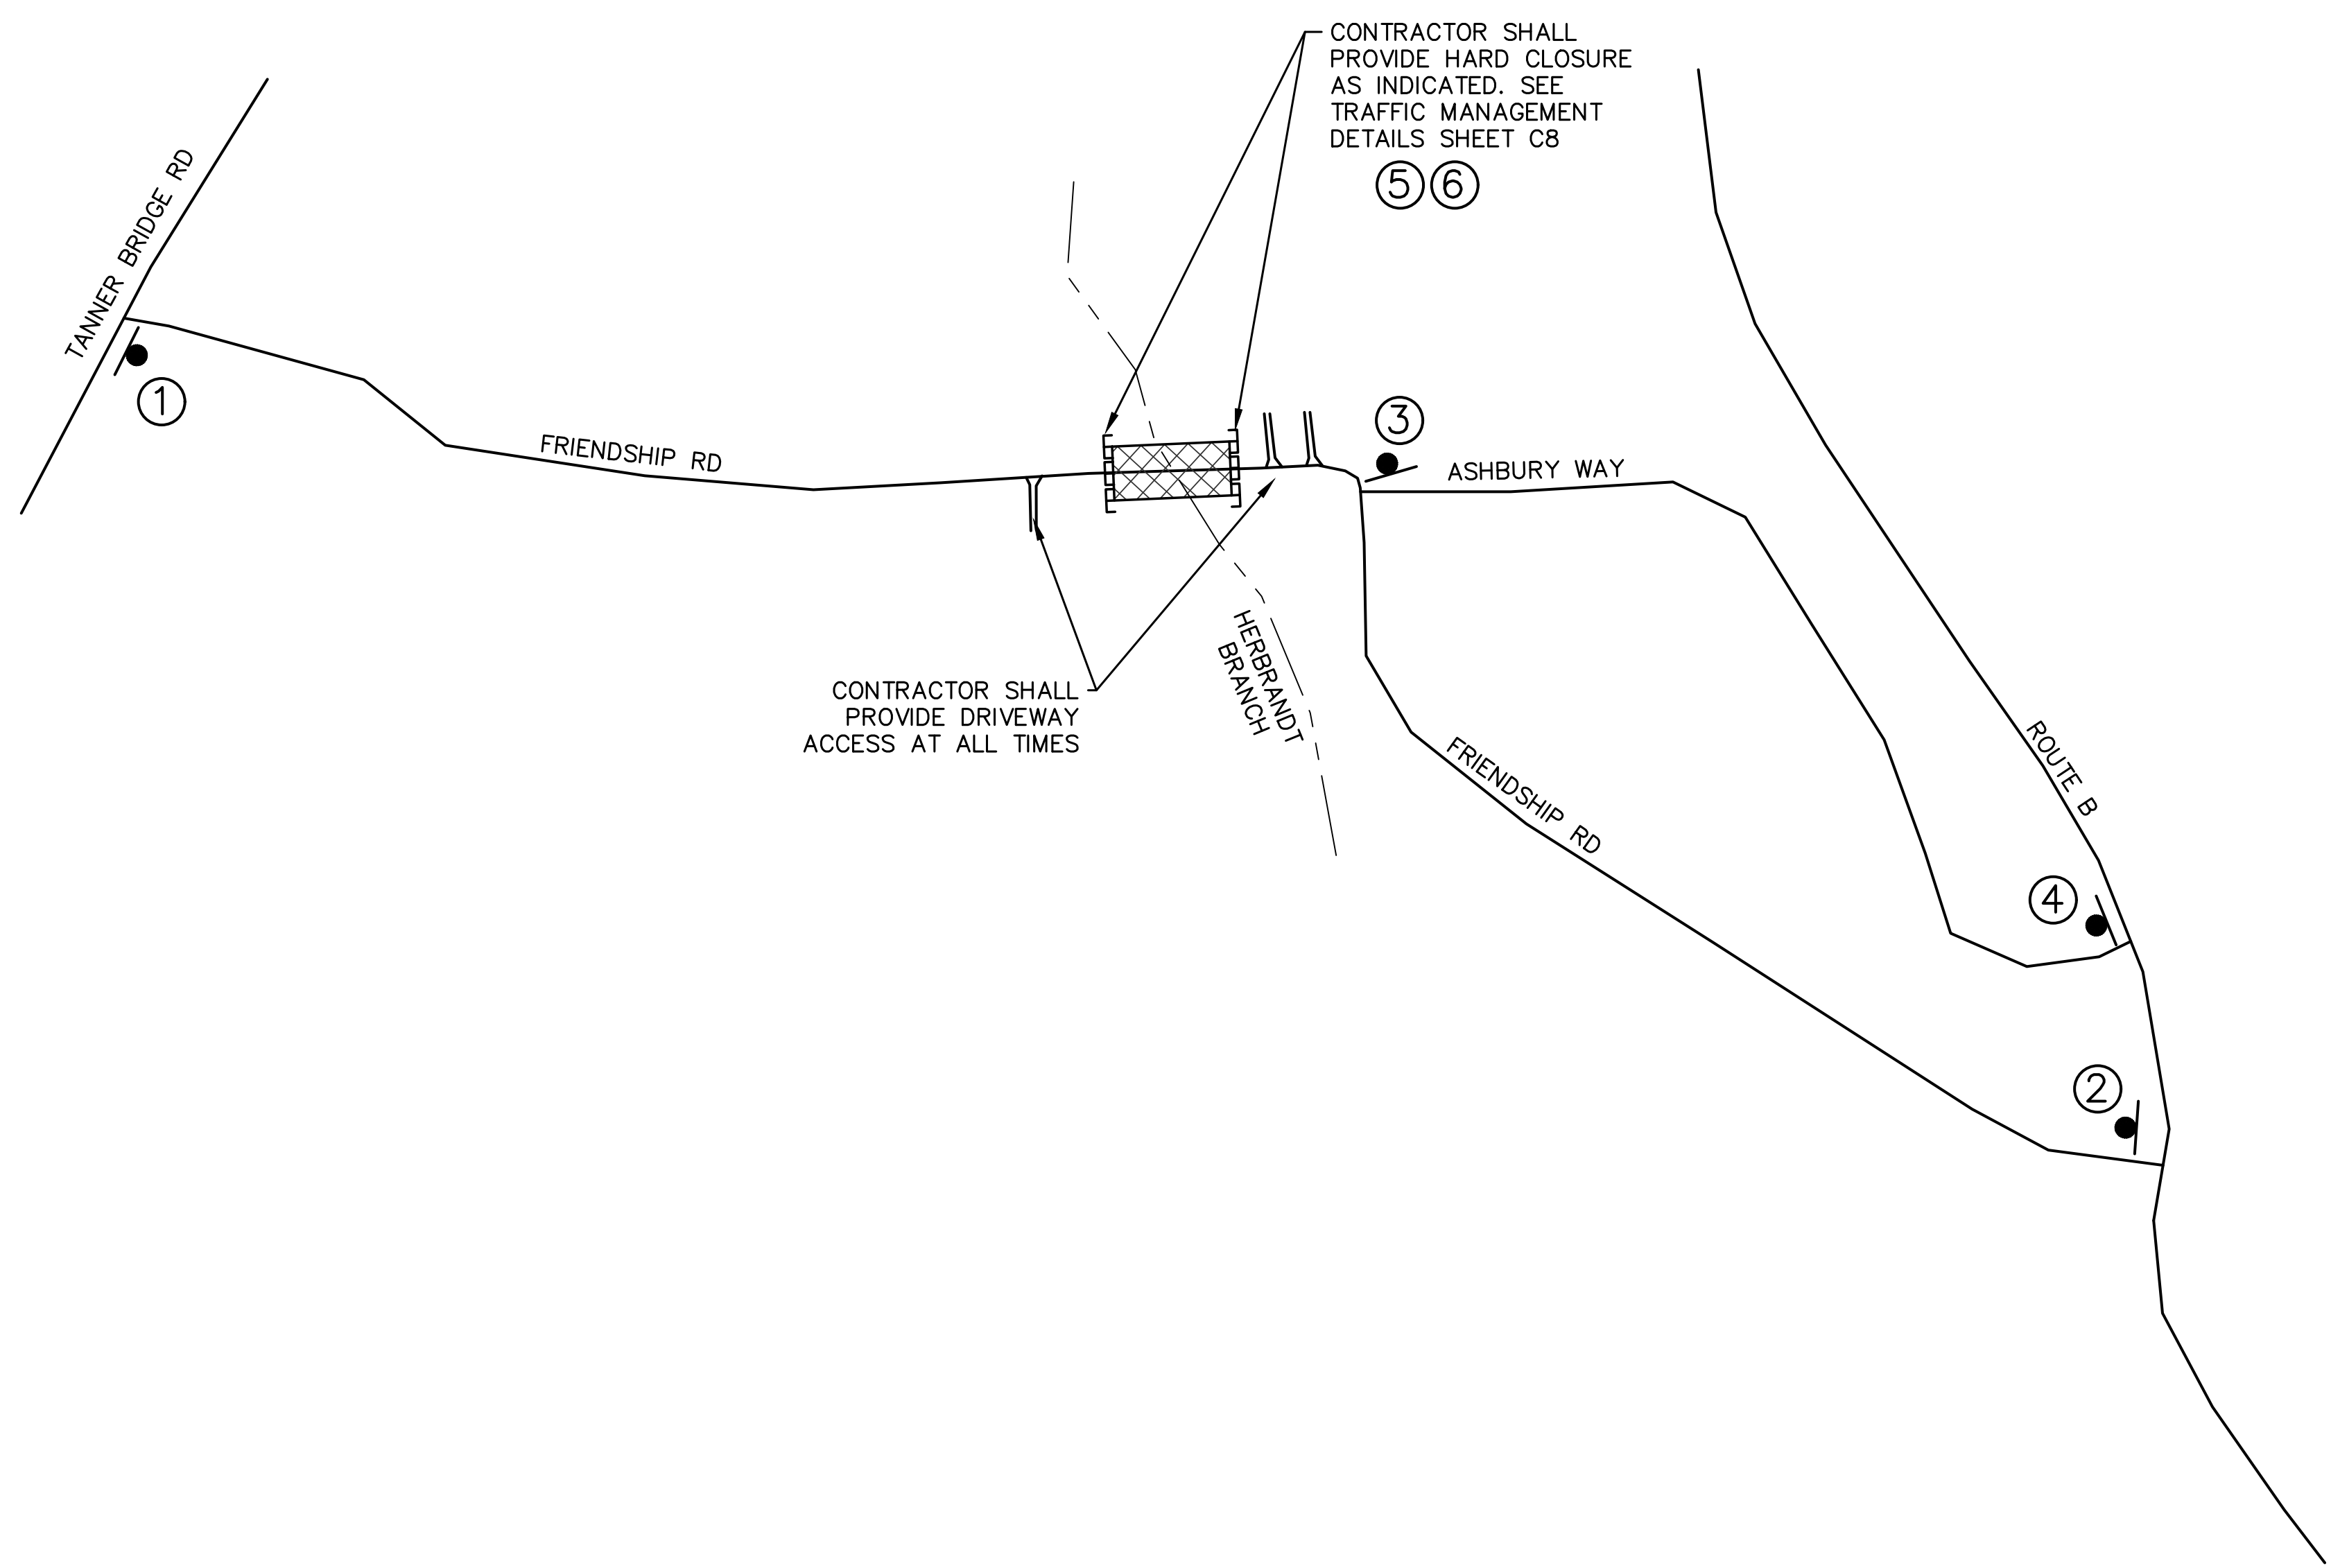 CONTRACTOR SHALL
PROVIDE HARD CLOSURE
AS INDICATED. SEE
TRAFFIC MANAGEMENT
DETAILS SHEET C8
5 6
TANNER BRIDGE RD
1
FRIENDSHIP RD
3
ASHBURY WAY
HERBRANDT
BRANCH
CONTRACTOR SHALL
PROVIDE DRIVEWAY
ACCESS AT ALL TIMES
FRIENDSHIP RD
ROUTE B
4
2